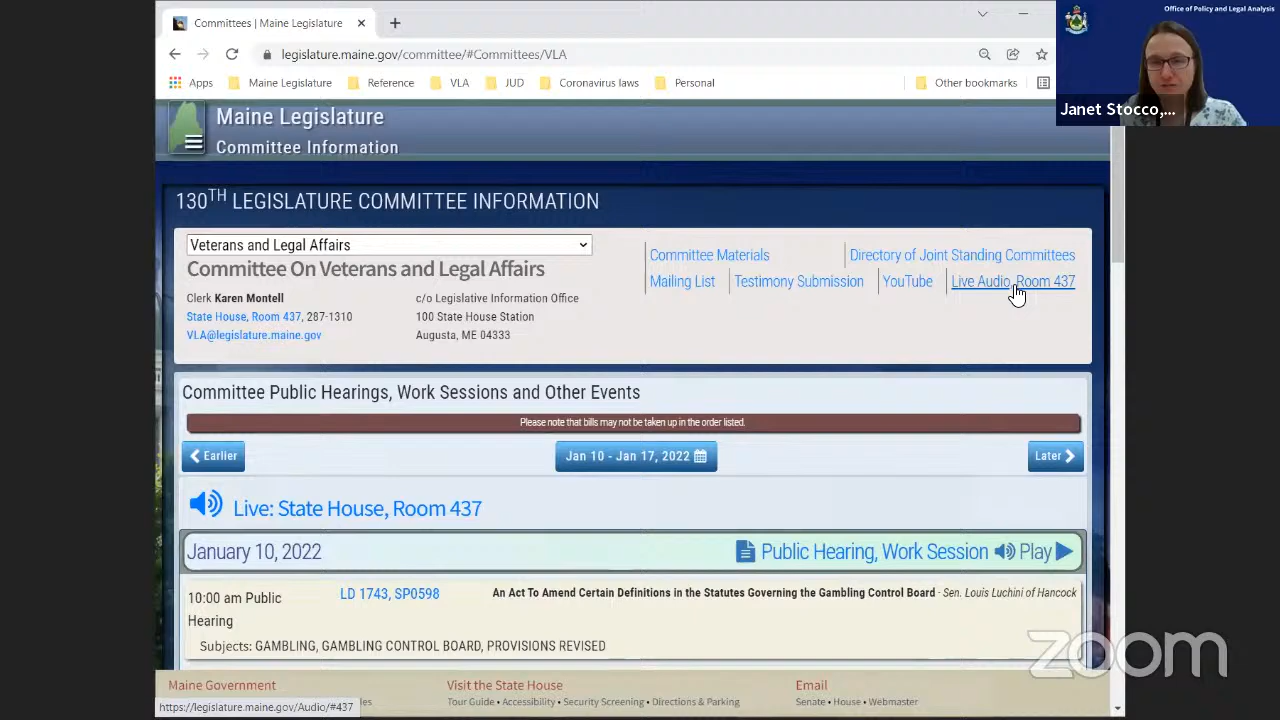 Office of Policy and Legal Analysis
Janet Stocco,...
Committees | Maine Legislature
legislature.maine.gov/committee/#Committees/VLA
Apps Maine Legislature Reference VLA JUD Coronavirus laws Personal Other bookmarks
Maine Legislature
Committee Information
130TH LEGISLATURE COMMITTEE INFORMATION
Veterans and Legal Affairs
Committee On Veterans and Legal Affairs
Clerk Karen Montell
State House, Room 437, 287-1310
VLA@legislature.maine.gov
c/o Legislative Information Office
100 State House Station
Augusta, ME 04333
Committee Materials
Directory of Joint Standing Committees
Mailing List Testimony Submission YouTube Live Audio, Room 437
Committee Public Hearings, Work Sessions and Other Events
Please note that bills may not be taken up in the order listed.
Earlier
Jan 10 - Jan 17, 2022
Later
Live: State House, Room 437
January 10, 2022
Public Hearing, Work Session Play
10:00 am Public Hearing
LD 1743, SP0598
An Act To Amend Certain Definitions in the Statutes Governing the Gambling Control Board - Sen. Louis Luchini of Hancock
Subjects: GAMBLING, GAMBLING CONTROL BOARD, PROVISIONS REVISED
zoom
Maine Government
Visit the State House
Tour Guide • Accessibility • Security Screening • Directions & Parking
Email
Senate • House • Webmaster
https://legislature.maine.gov/Audio/#437